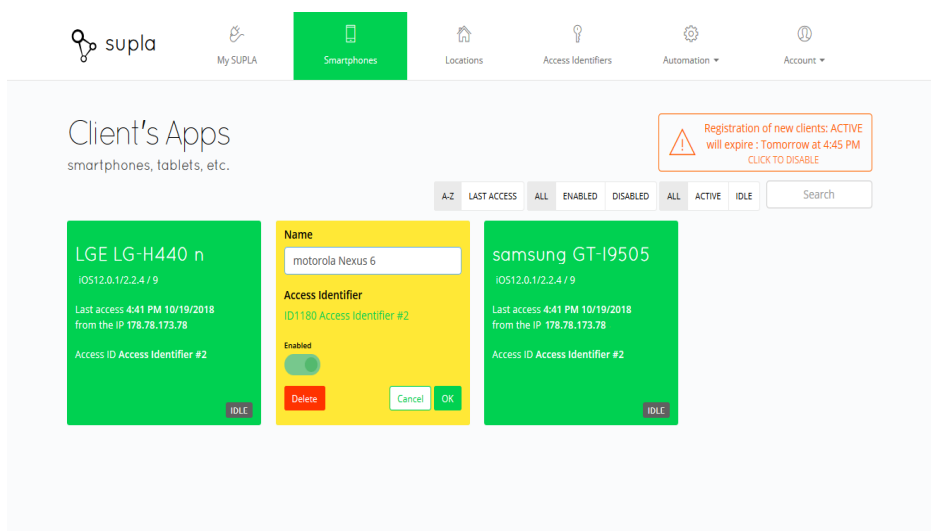 supla
My SUPLA
Smartphones
Locations
Access Identifiers
Automation
Account
Client's Apps
smartphones, tablets, etc.
Registration of new clients: ACTIVE
will expire : Tomorrow at 4:45 PM
CLICK TO DISABLE
A-Z LAST ACCESS ALL ENABLED DISABLED ALL ACTIVE IDLE Search
LGE LG-H440 n
iOS12.0.1/2.2.4 / 9
Last access 4:41 PM 10/19/2018
from the IP 178.78.173.78
Access ID Access Identifier #2
IDLE
Name
motorola Nexus 6
Access Identifier
ID1180 Access Identifier #2
Enabled
Delete Cancel OK
samsung GT-I9505
iOS12.0.1/2.2.4 / 9
Last access 4:41 PM 10/19/2018
from the IP 178.78.173.78
Access ID Access Identifier #2
IDLE